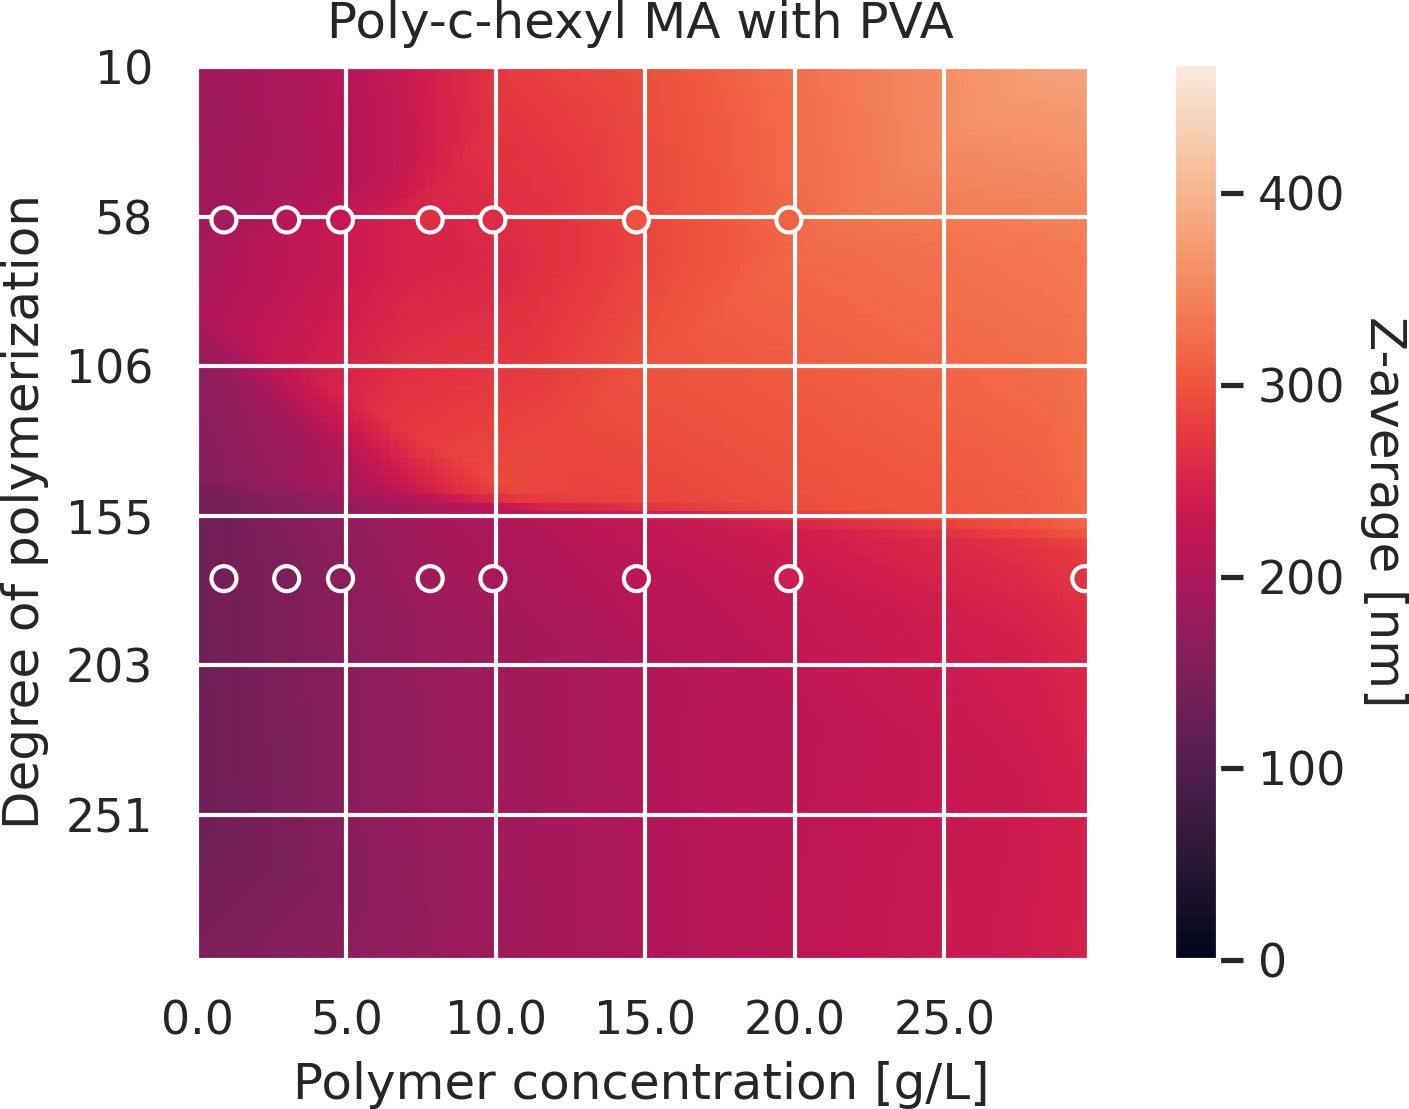 Poly-c-hexyl MA with PVA
10
58
106
155
203
251
Degree of polymerization
0.0 5.0 10.0 15.0 20.0 25.0
Polymer concentration [g/L]
400
300
200
100
0
Z-average [nm]